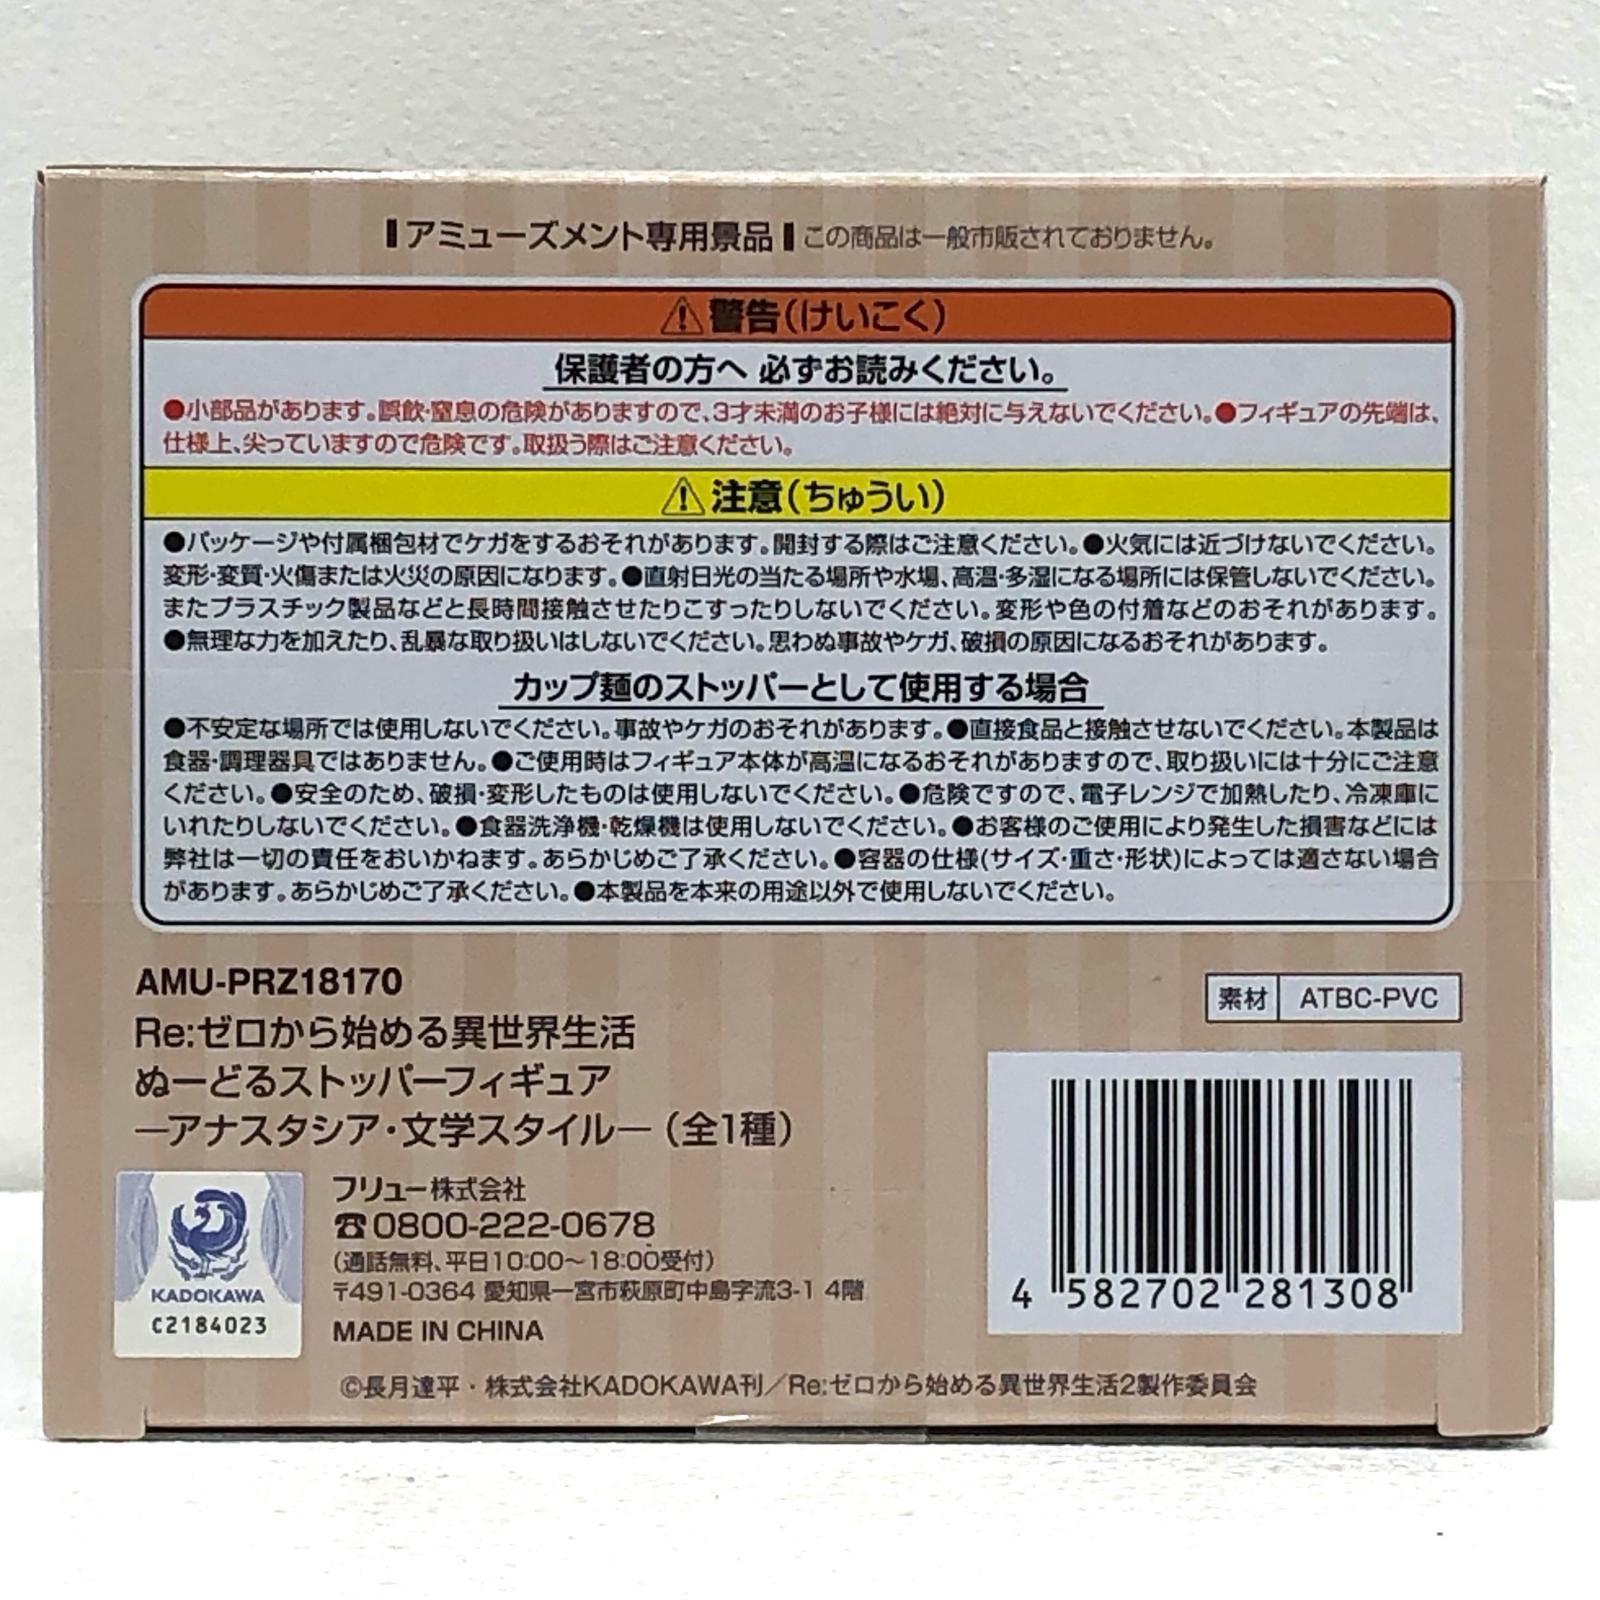 アミューズメント専用景品 この商品は一般市販されておりません。
⚠警告(けいこく)
保護者の方へ 必ずお読みください。
●小部品があります。誤飲・窒息の危険がありますので、3才未満のお子様には絶対に与えないでください。●フィギュアの先端は、
仕様上、尖っていますので危険です。取扱う際はご注意ください。
⚠注意(ちゅうい)
●パッケージや付属梱包材でケガをするおそれがあります。開封する際はご注意ください。●火気には近づけないでください。
変形・変質・火傷または火災の原因になります。●直射日光の当たる場所や水場、高温・多湿になる場所には保管しないでください。
またプラスチック製品などと長時間接触させたりこすったりしないでください。変形や色の付着などのおそれがあります。
●無理な力を加えたり、乱暴な取り扱いはしないでください。思わぬ事故やケガ、破損の原因になるおそれがあります。
カップ麺のストッパーとして使用する場合
●不安定な場所では使用しないでください。事故やケガのおそれがあります。●直接食品と接触させないでください。本製品は
食器・調理器具ではありません。●ご使用時はフィギュア本体が高温になるおそれがありますので、取り扱いには十分にご注意
ください。●安全のため、破損・変形したものは使用しないでください。●危険ですので、電子レンジで加熱したり、冷凍庫に
いれたりしないでください。●食器洗浄機・乾燥機は使用しないでください。●お客様のご使用により発生した損害などには
弊社は一切の責任をおいかねます。あらかじめご了承ください。●容器の仕様(サイズ・重さ・形状)によっては適さない場合
があります。あらかじめご了承ください。●本製品を本来の用途以外で使用しないでください。
AMU-PRZ18170
Re:ゼロから始める異世界生活
ぬーどるストッパーフィギュア
―アナスタシア・文学スタイル―(全1種)
素材 ATBC-PVC
フリュー株式会社
☎0800-222-0678
(通話無料、平日10:00～18:00受付)
〒491-0364 愛知県一宮市萩原町中島字流3-1 4階
MADE IN CHINA
KADOKAWA
C2184023
4 582702 281308
©長月達平・株式会社KADOKAWA刊／Re:ゼロから始める異世界生活2製作委員会